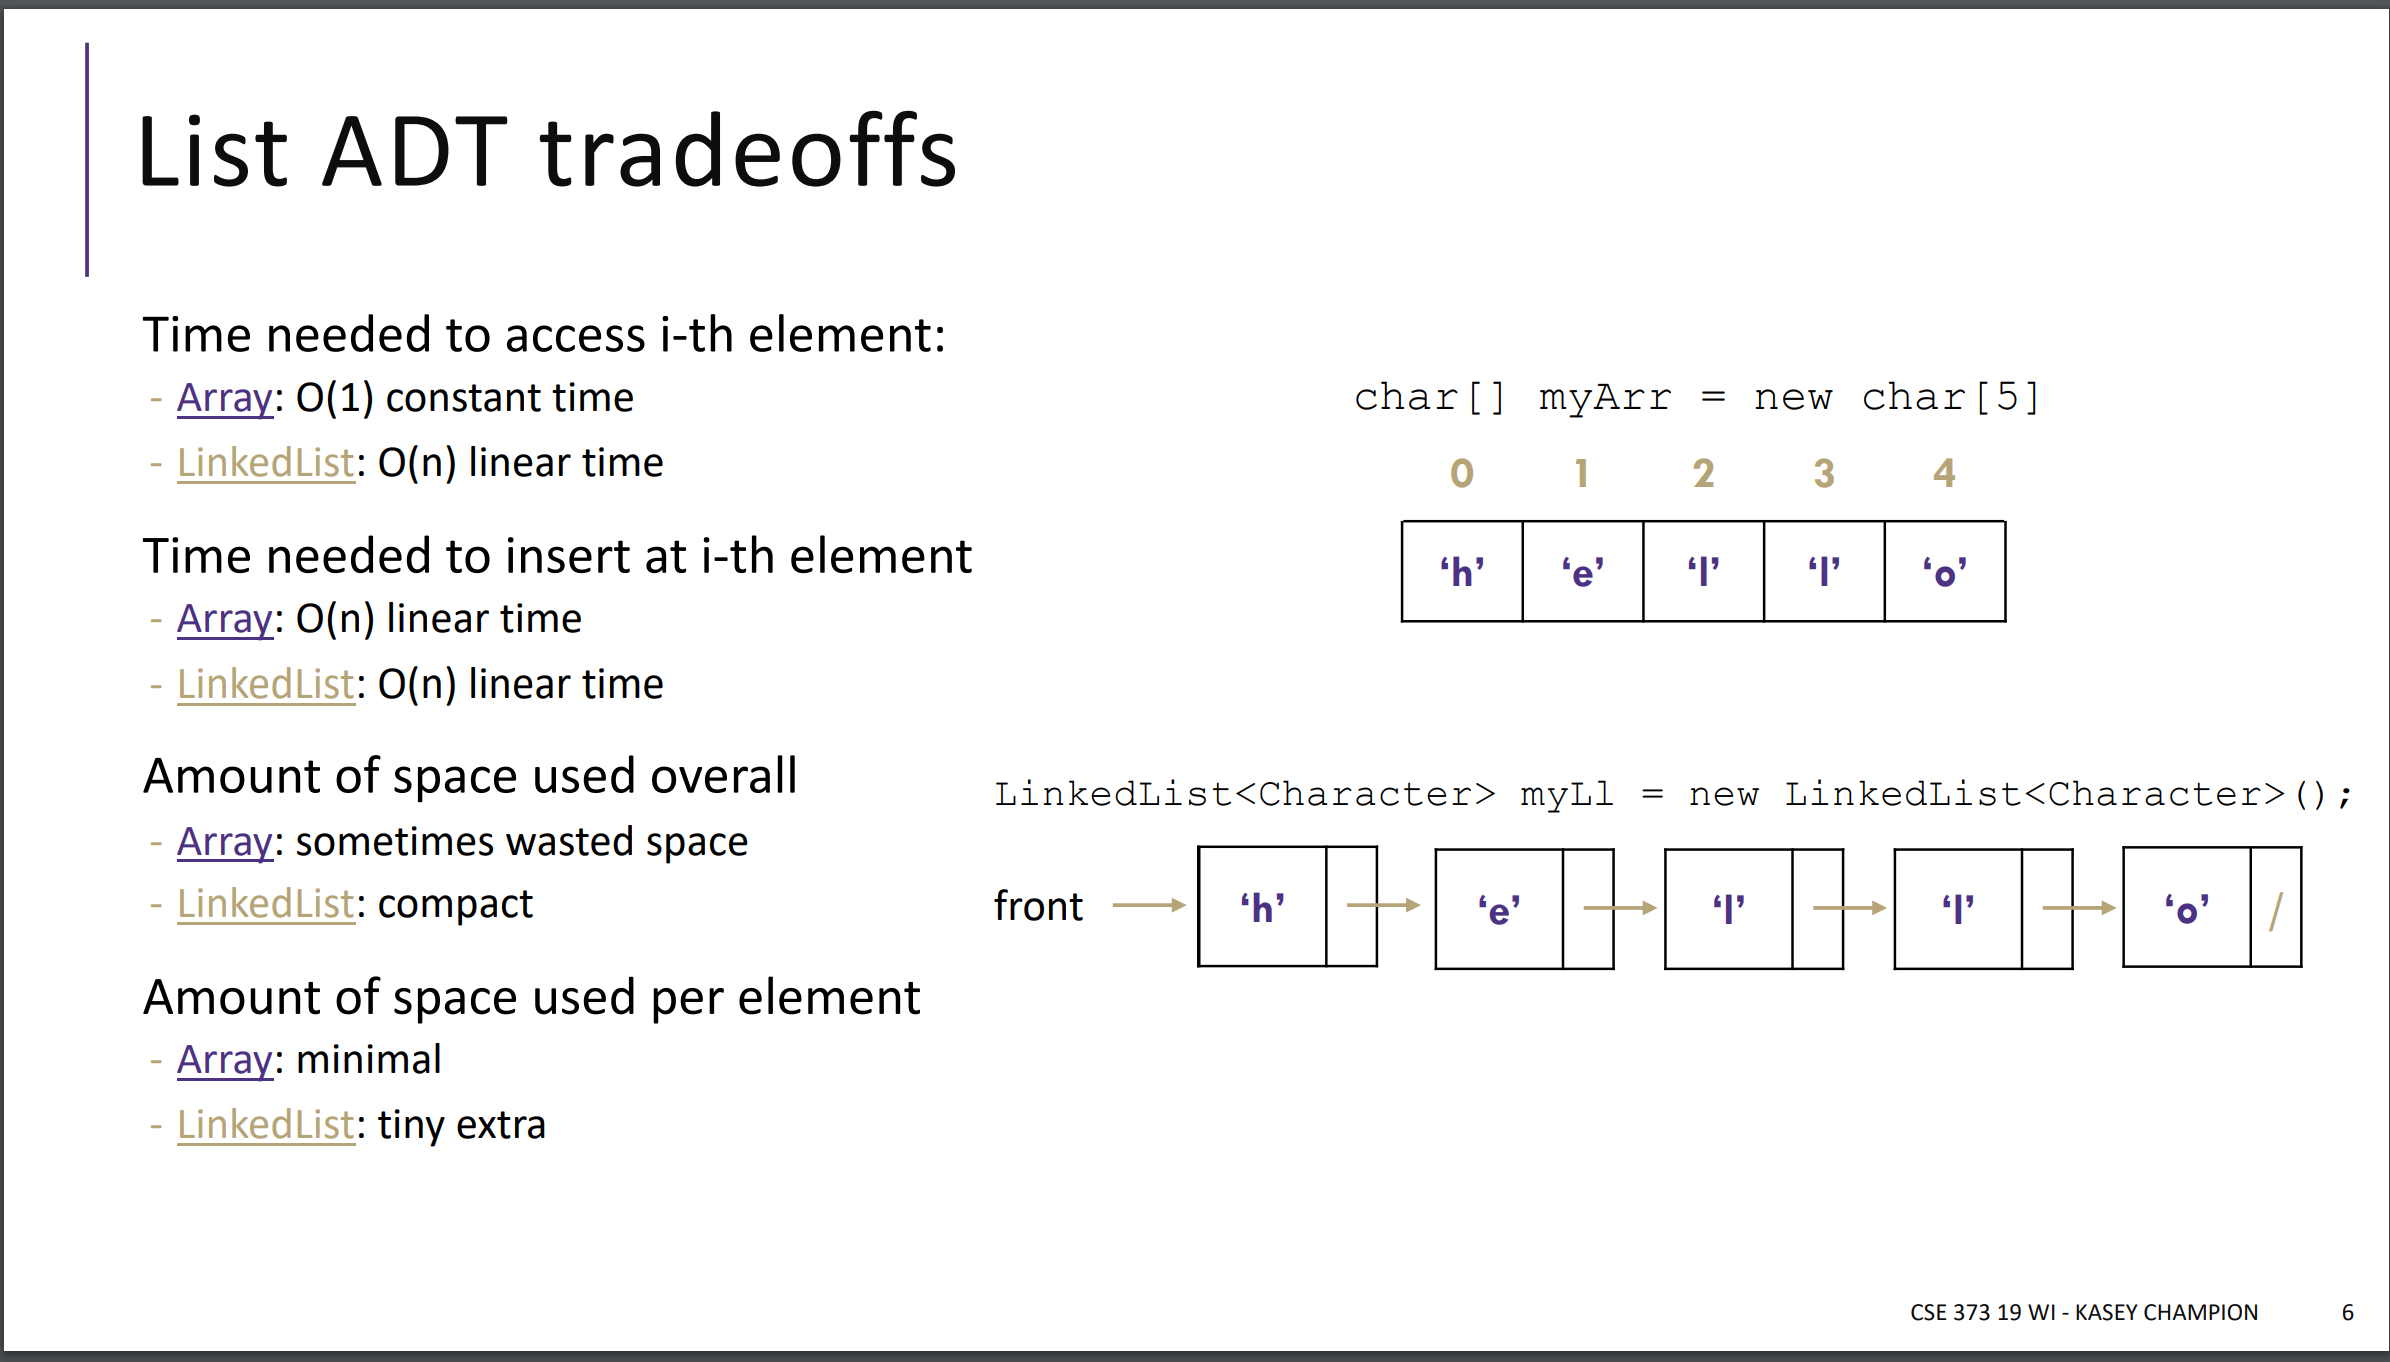 List ADT tradeoffs
Time needed to access i-th element:
- Array: O(1) constant time
- LinkedList: O(n) linear time
Time needed to insert at i-th element
- Array: O(n) linear time
- LinkedList: O(n) linear time
Amount of space used overall
- Array: sometimes wasted space
- LinkedList: compact
Amount of space used per element
- Array: minimal
- LinkedList: tiny extra
char[] myArr = new char[5]
0 1 2 3 4
‘h’ ‘e’ ‘l’ ‘l’ ‘o’
LinkedList<Character> myLl = new LinkedList<Character>();
front ‘h’ ‘e’ ‘l’ ‘l’ ‘o’ /
CSE 373 19 WI - KASEY CHAMPION 6